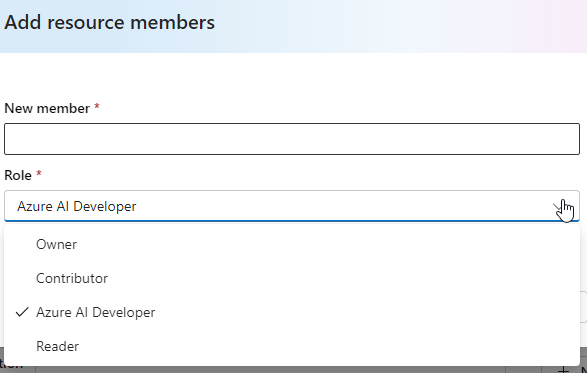 Add resource members
New member *
Role *
Azure AI Developer
Owner
Contributor
Azure AI Developer
Reader